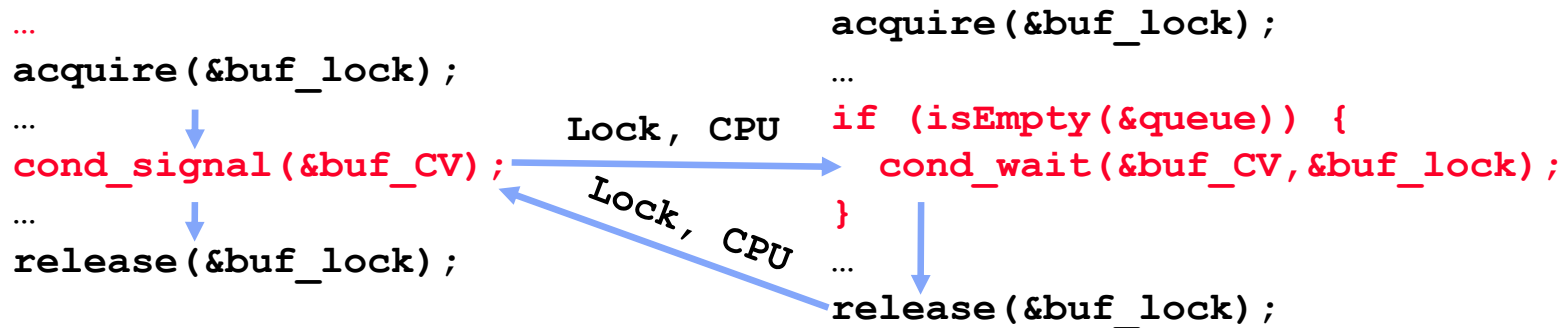 …
acquire(&buf_lock);
…
cond_signal(&buf_CV);
…
release(&buf_lock);
Lock, CPU
Lock, CPU
acquire(&buf_lock);
…
if (isEmpty(&queue)) {
cond_wait(&buf_CV,&buf_lock);
}
…
release(&buf_lock);